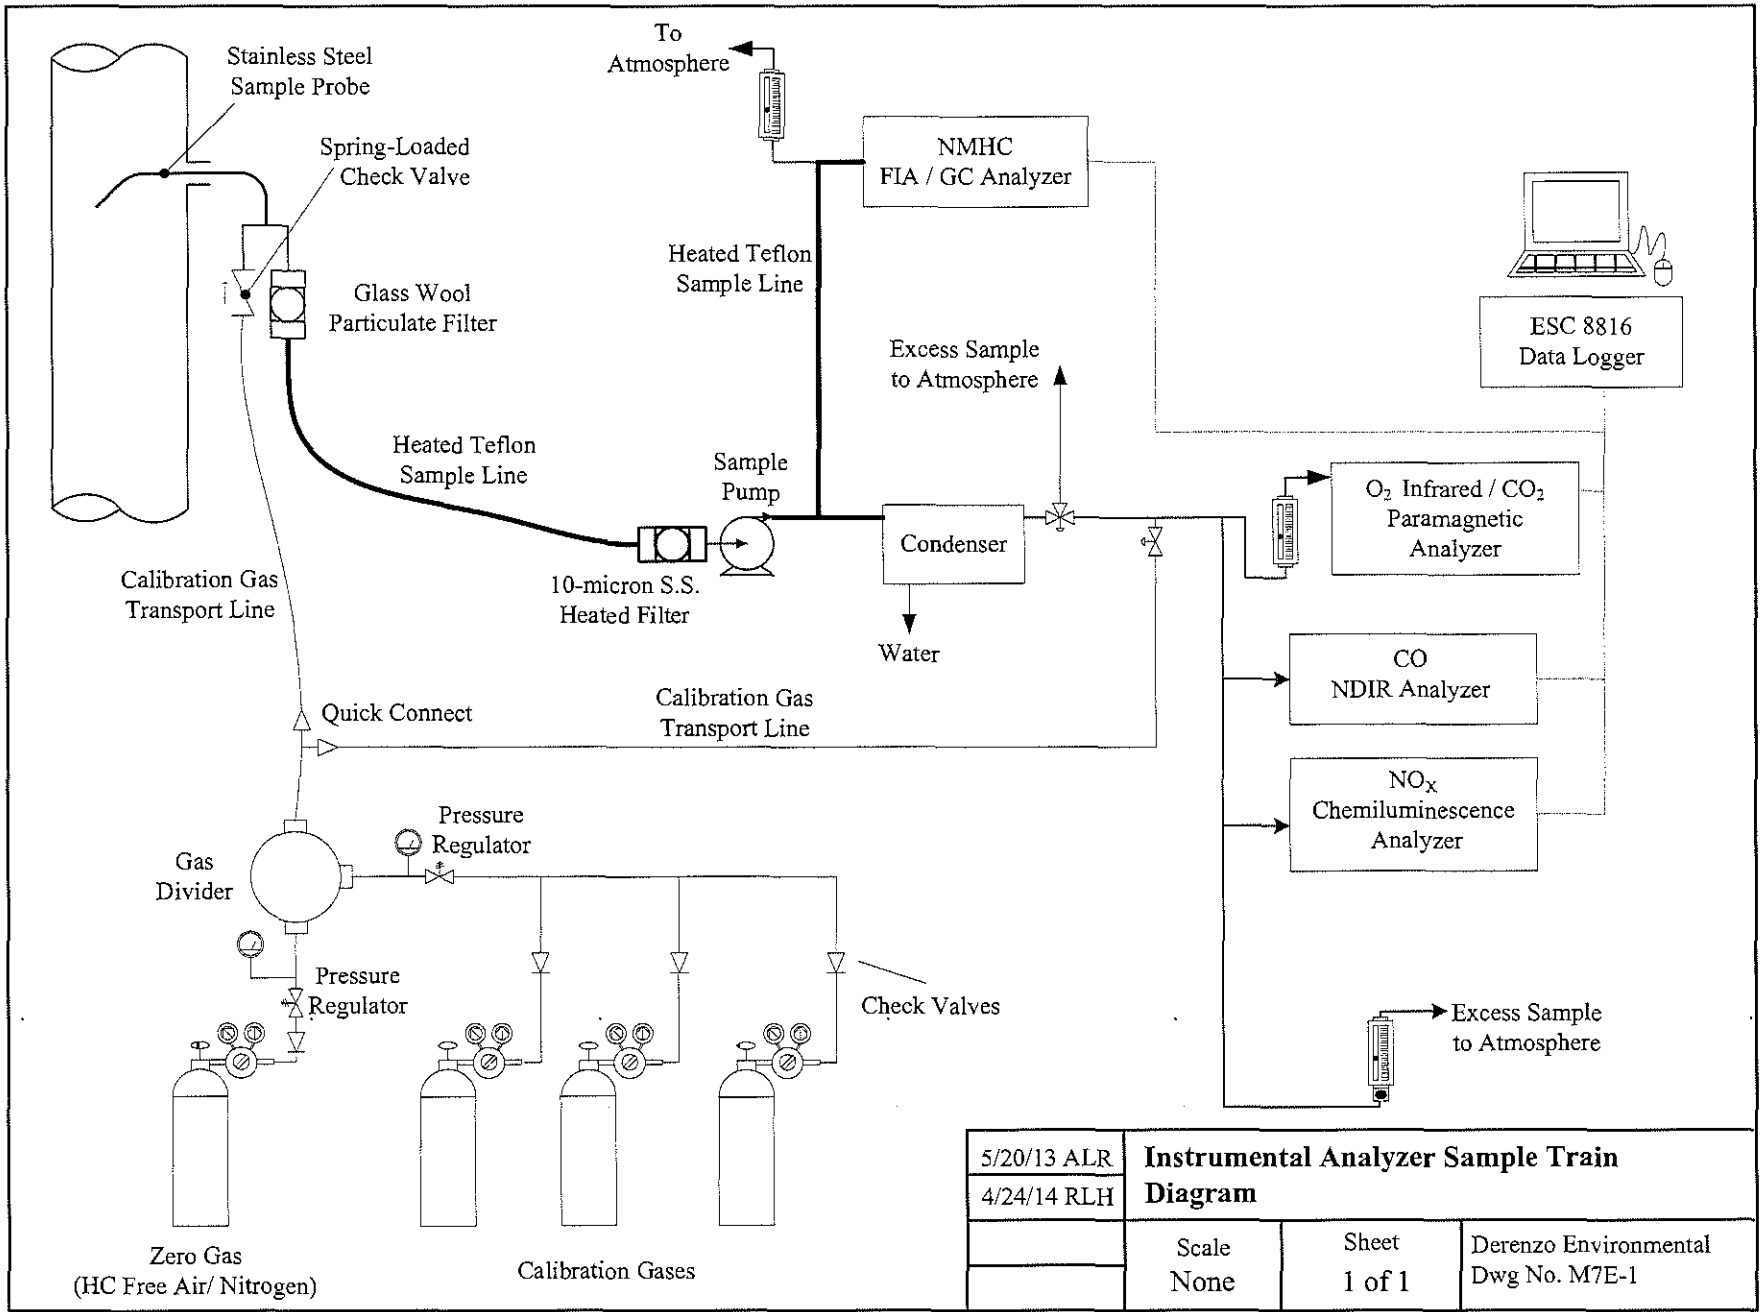 Stainless Steel
Sample Probe
Spring-Loaded
Check Valve
Glass Wool
Particulate Filter
Heated Teflon
Sample Line
Calibration Gas
Transport Line
To
Atmosphere
NMHC
FIA / GC Analyzer
Heated Teflon
Sample Line
Excess Sample
to Atmosphere
Sample
Pump
10-micron S.S.
Heated Filter
Condenser
Water
ESC 8816
Data Logger
O₂ Infrared / CO₂
Paramagnetic
Analyzer
CO
NDIR Analyzer
NOX
Chemiluminescence
Analyzer
Quick Connect
Calibration Gas
Transport Line
Gas
Divider
Pressure
Regulator
Pressure
Regulator
Check Valves
Excess Sample
to Atmosphere
Zero Gas
(HC Free Air/ Nitrogen)
Calibration Gases
5/20/13 ALR
4/24/14 RLH
Instrumental Analyzer Sample Train
Diagram
Scale
None
Sheet
1 of 1
Derenzo Environmental
Dwg No. M7E-1